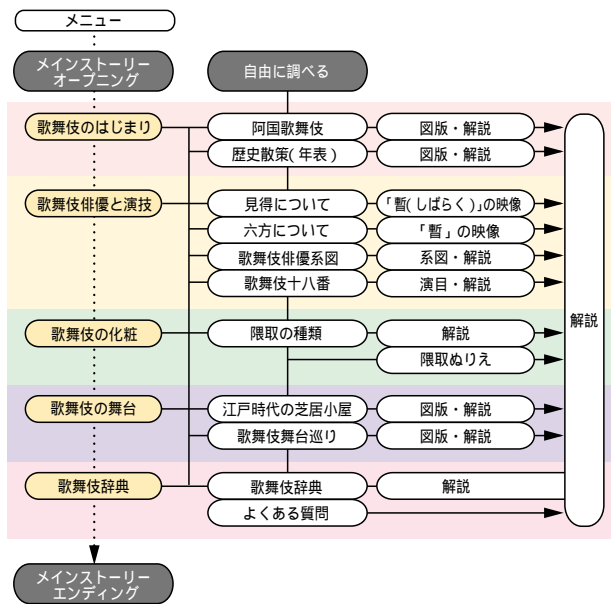 メニュー
メインストーリー
オープニング
自由に調べる
歌舞伎のはじまり
阿国歌舞伎
図版・解説
歴史散策(年表)
図版・解説
歌舞伎俳優と演技
見得について
「暫(しばらく)」の映像
六方について
「暫」の映像
歌舞伎俳優系図
系図・解説
歌舞伎十八番
演目・解説
解説
歌舞伎の化粧
隈取の種類
解説
隈取ぬりえ
歌舞伎の舞台
江戸時代の芝居小屋
図版・解説
歌舞伎舞台巡り
図版・解説
歌舞伎辞典
歌舞伎辞典
解説
よくある質問
メインストーリー
エンディング